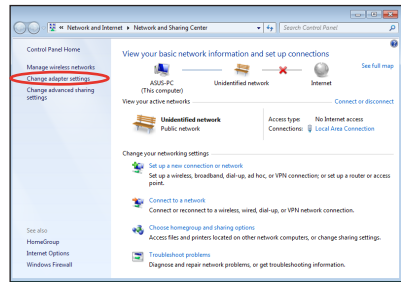 Network and Internet ▸ Network and Sharing Center
Search Control Panel
Control Panel Home
Manage wireless networks
Change adapter settings
Change advanced sharing
settings
View your basic network information and set up connections
See full map
ASUS-PC
(This computer)
Unidentified network
Internet
View your active networks
Connect or disconnect
Unidentified network
Public network
Access type: No Internet access
Connections: Local Area Connection
Change your networking settings
Set up a new connection or network
Set up a wireless, broadband, dial-up, ad hoc, or VPN connection; or set up a router or access
point.
Connect to a network
Connect or reconnect to a wireless, wired, dial-up, or VPN network connection.
Choose homegroup and sharing options
Access files and printers located on other network computers, or change sharing settings.
Troubleshoot problems
Diagnose and repair network problems, or get troubleshooting information.
See also
HomeGroup
Internet Options
Windows Firewall